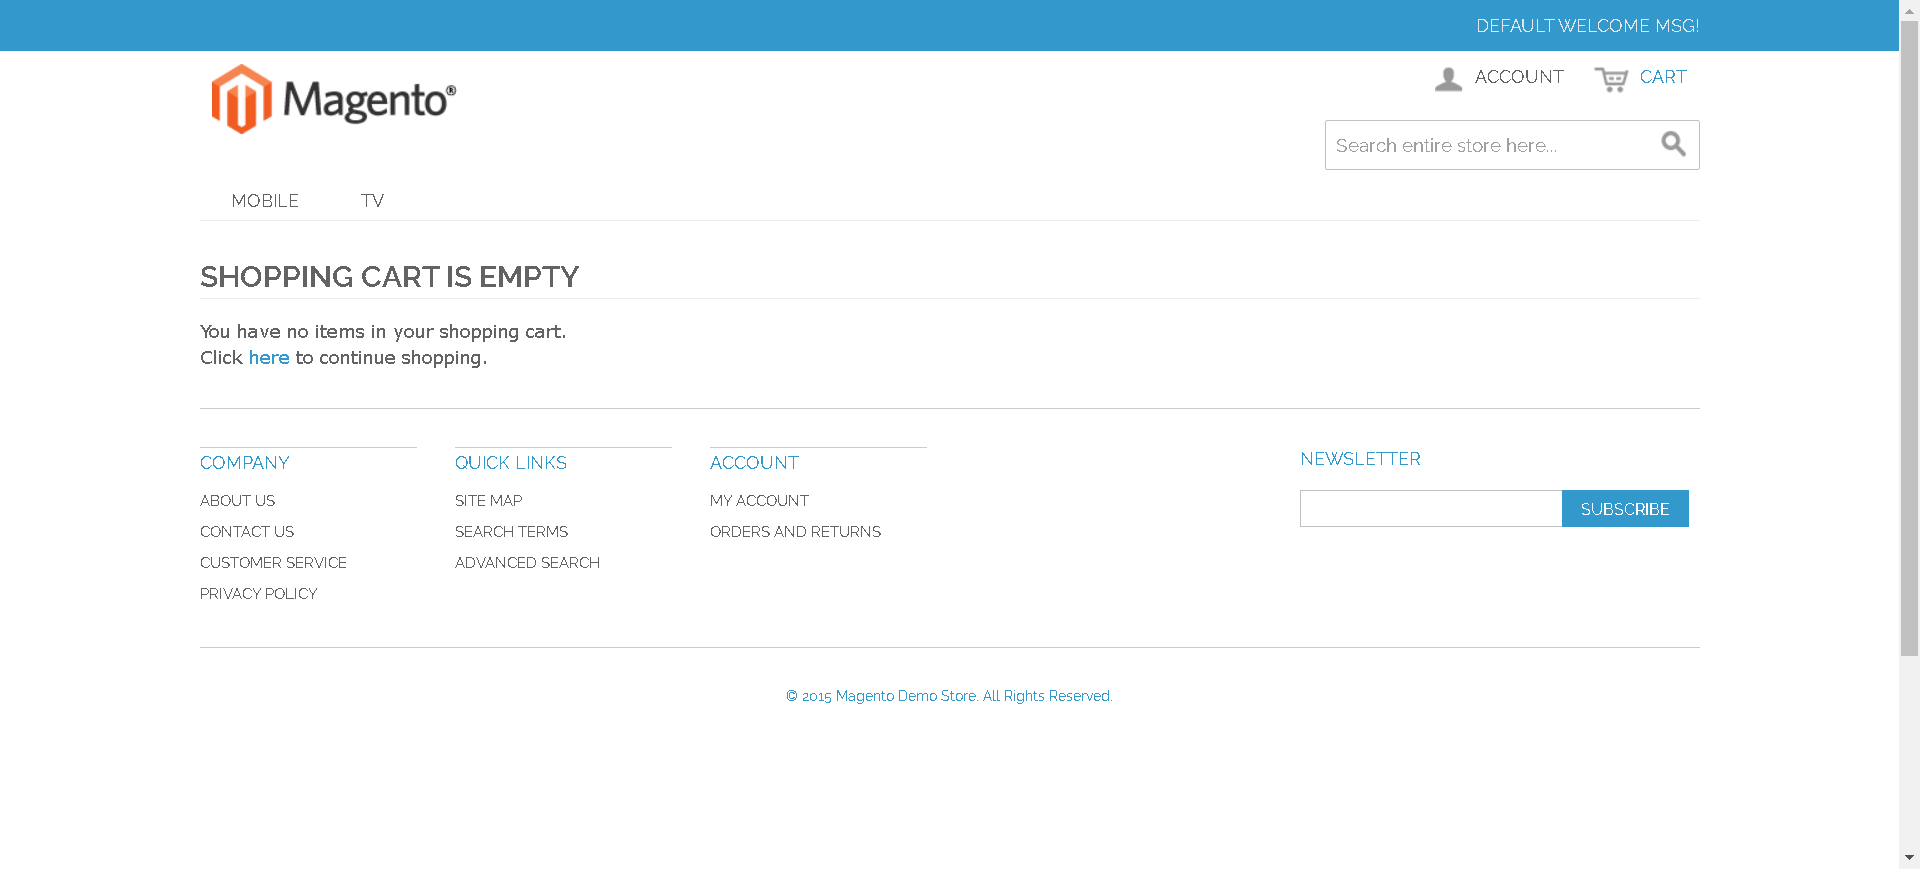 DEFAULT WELCOME MSG!
Magento®
ACCOUNT
CART
Search entire store here...
MOBILE
TV
SHOPPING CART IS EMPTY
You have no items in your shopping cart.
Click here to continue shopping.
COMPANY
ABOUT US
CONTACT US
CUSTOMER SERVICE
PRIVACY POLICY
QUICK LINKS
SITE MAP
SEARCH TERMS
ADVANCED SEARCH
ACCOUNT
MY ACCOUNT
ORDERS AND RETURNS
NEWSLETTER
SUBSCRIBE
© 2015 Magento Demo Store. All Rights Reserved.